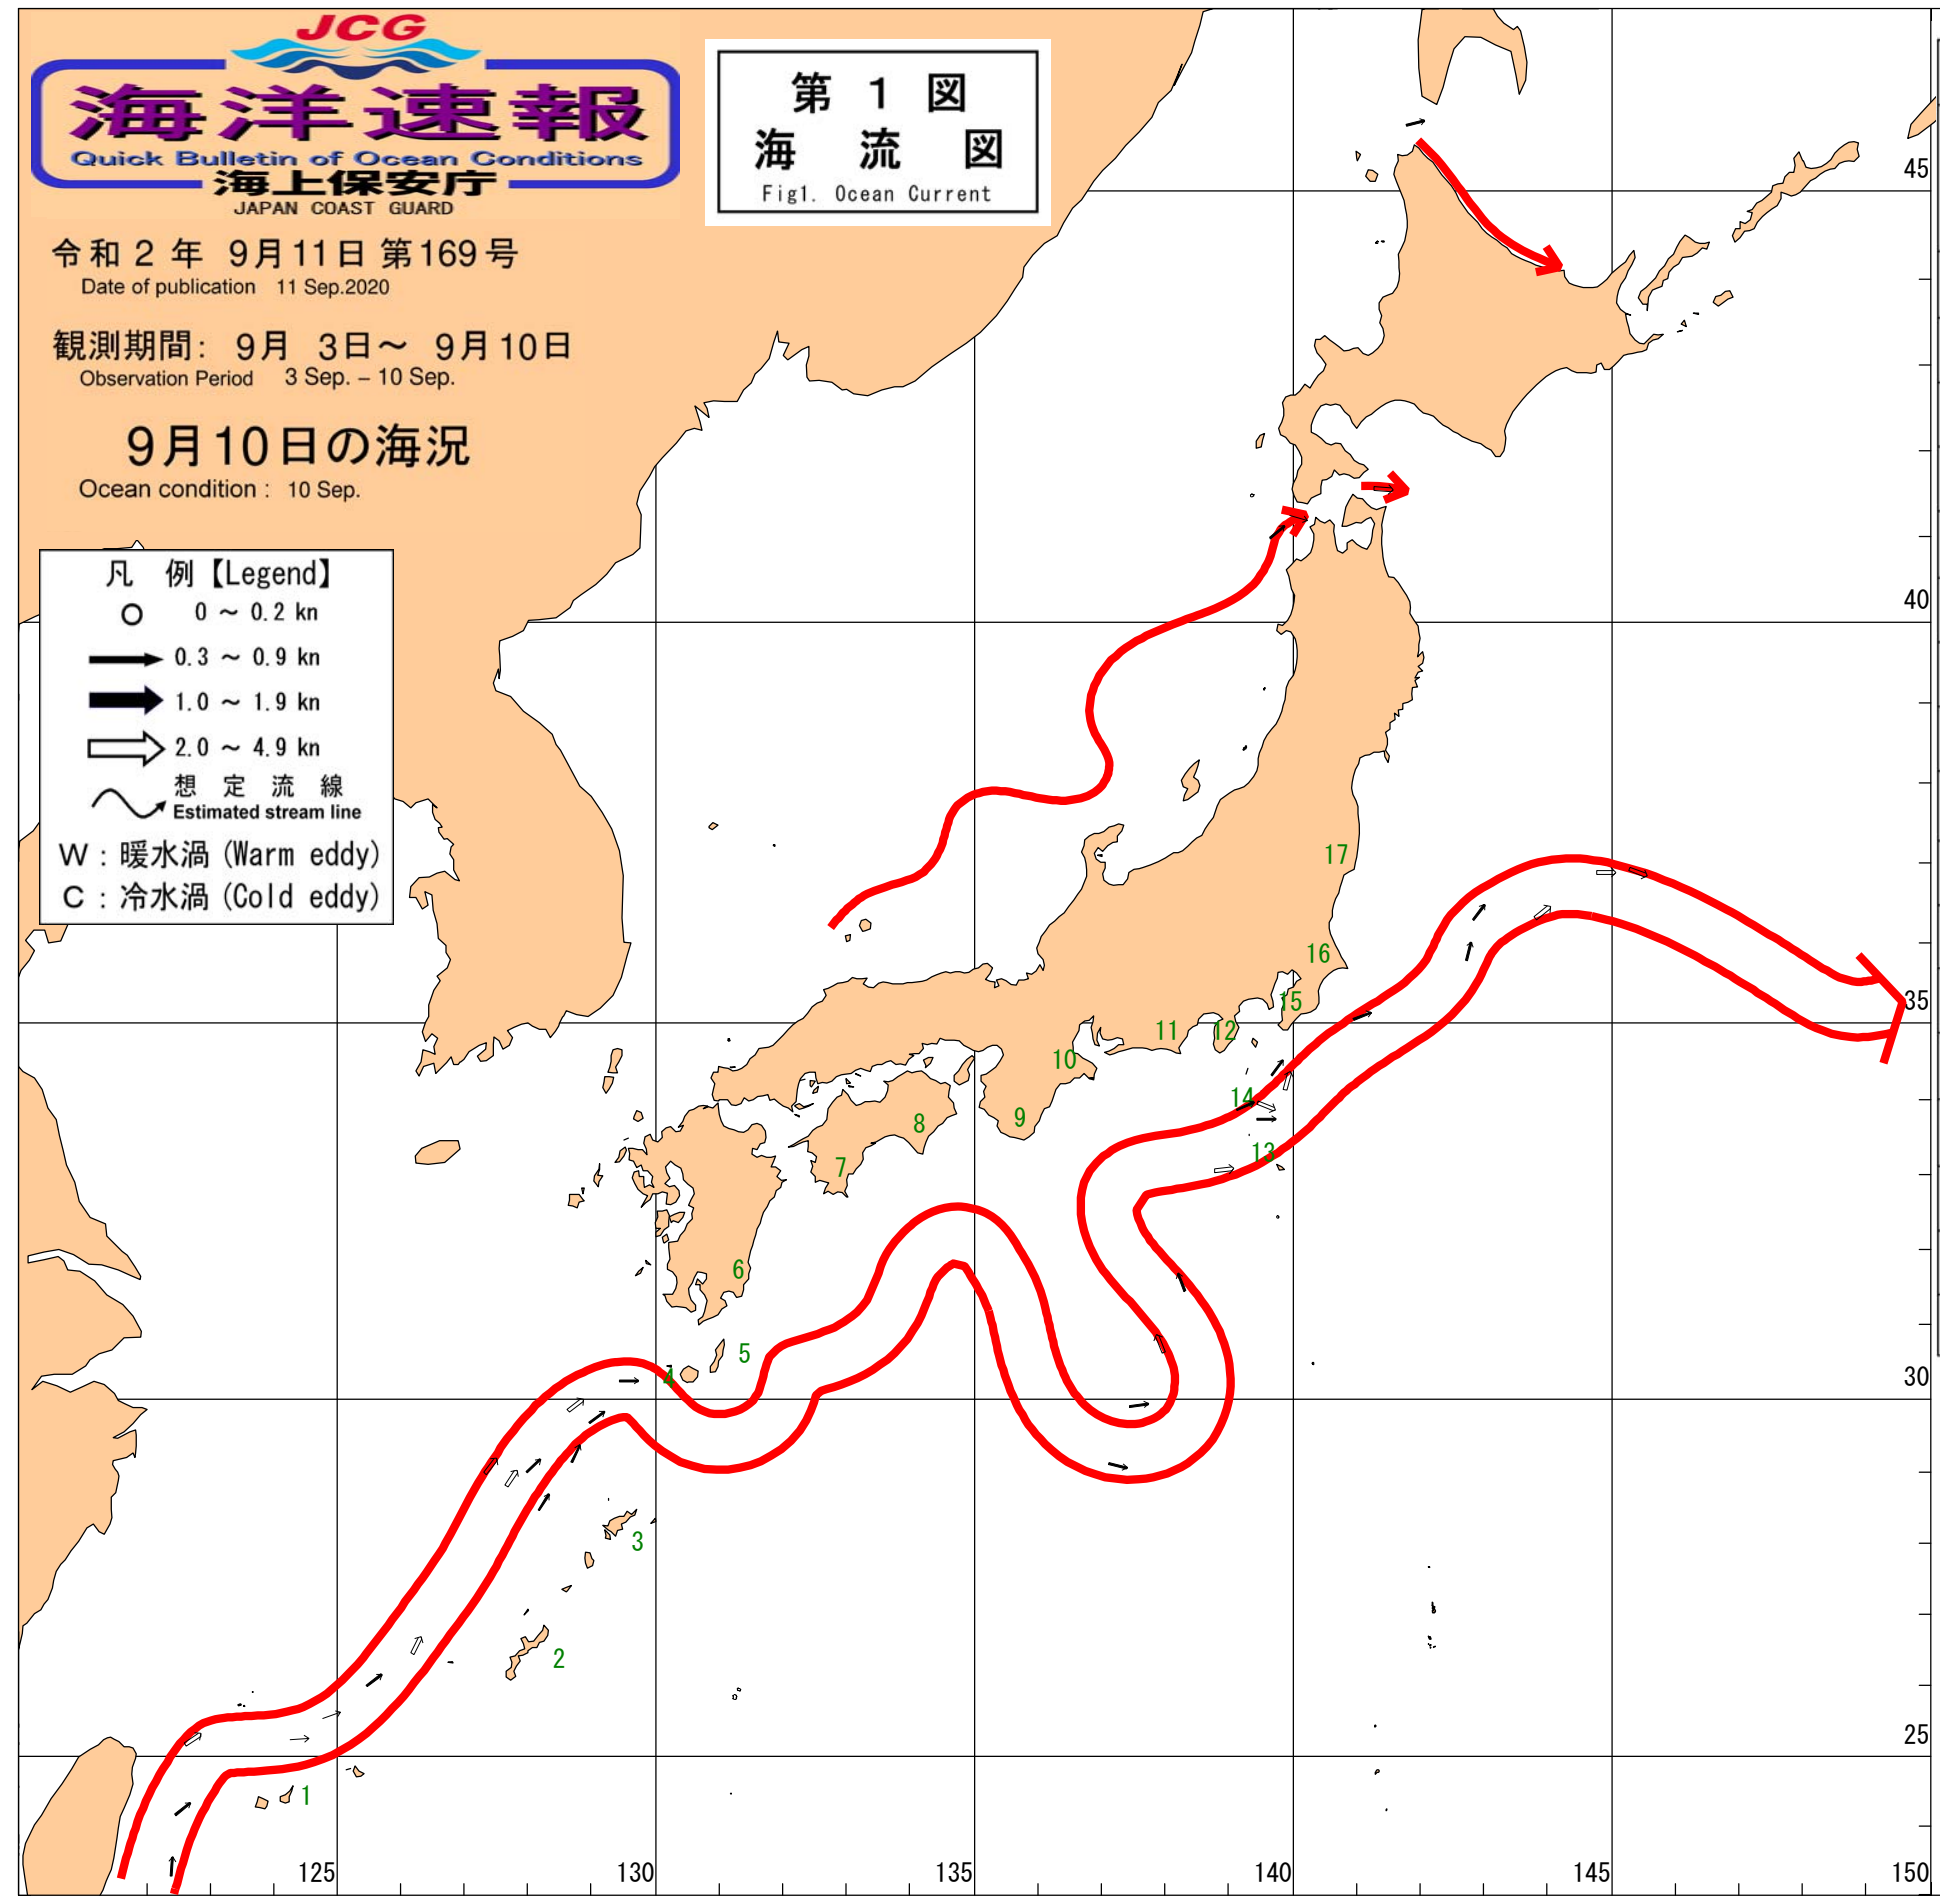 JCG
海洋速報
Quick Bulletin of Ocean Conditions
海上保安庁
JAPAN COAST GUARD
第 1 図
海 流 図
Fig1. Ocean Current
令和 2 年 9月11日 第169号
Date of publication 11 Sep.2020
観測期間: 9月 3日～ 9月10日
Observation Period 3 Sep. – 10 Sep.
9月10日の海況
Ocean condition : 10 Sep.
凡 例【Legend】
0 ～ 0.2 kn
0.3 ～ 0.9 kn
1.0 ～ 1.9 kn
2.0 ～ 4.9 kn
想 定 流 線
Estimated stream line
W : 暖水渦 (Warm eddy)
C : 冷水渦 (Cold eddy)
45
40
17
16
35
15
11
12
10
14
9
8
13
7
6
5
4
30
3
2
25
1
125
130
135
140
145
150